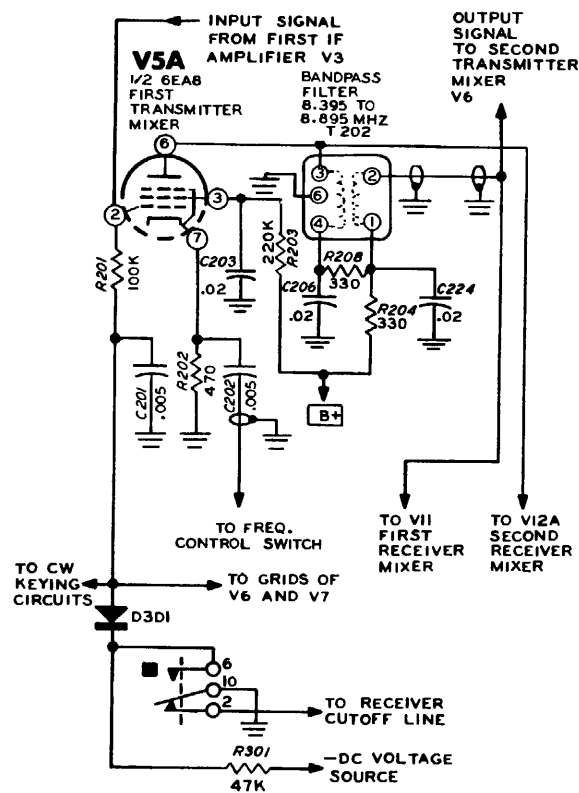 INPUT SIGNAL
FROM FIRST IF
AMPLIFIER V3
OUTPUT
SIGNAL
TO SECOND
TRANSMITTER
MIXER
V6
V5A
1/2 6EA8
FIRST
TRANSMITTER
MIXER
BANDPASS
FILTER
8.395 TO
8.895 MHZ
T 202
6
2
3
7
3
6
4
2
1
R201
100K
C203
.02
220K
R203
R208
330
C206
.02
R204
330
C224
.02
C201
.005
R202
470
C202
.005
B+
TO FREQ.
CONTROL SWITCH
TO V11
FIRST
RECEIVER
MIXER
TO V12A
SECOND
RECEIVER
MIXER
TO CW
KEYING
CIRCUITS
TO GRIDS OF
V6 AND V7
D3D1
6
10
2
TO RECEIVER
CUTOFF LINE
R301
47K
-DC VOLTAGE
SOURCE